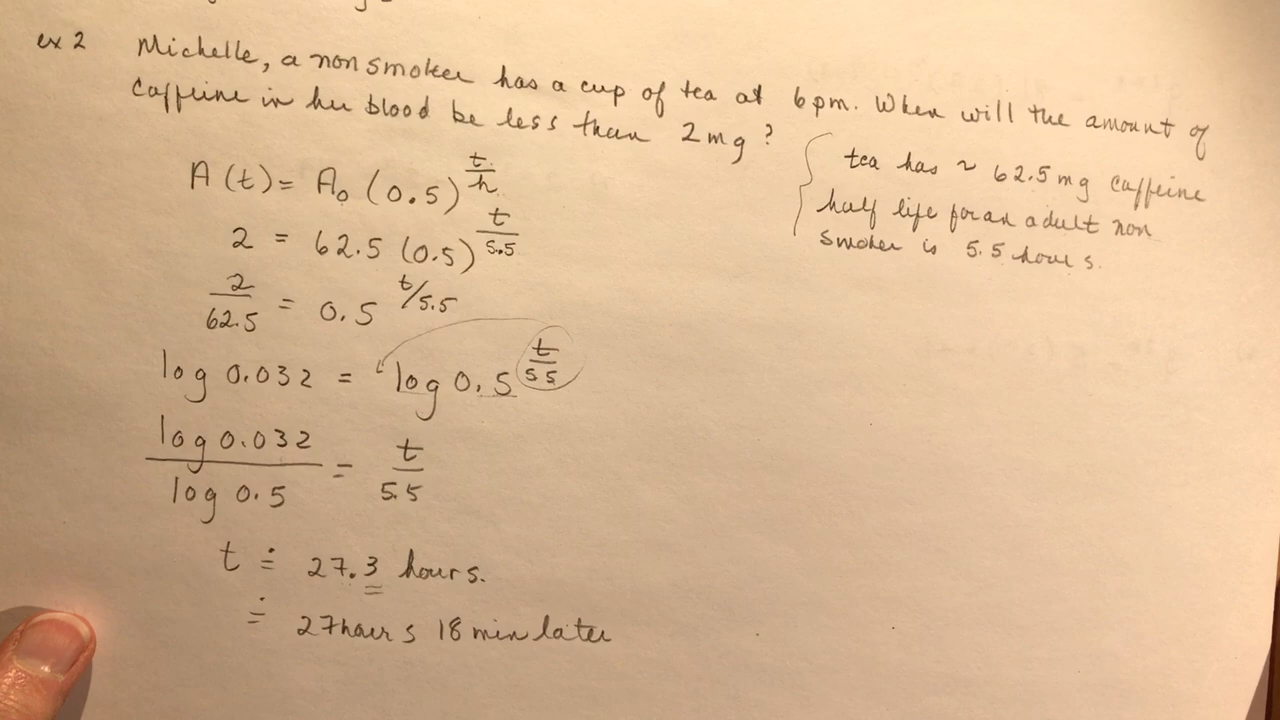 ex 2 Michelle, a non smoker has a cup of tea at 6pm. When will the amount of
caffeine in her blood be less than 2mg?
tea has ~ 62.5mg caffeine
half life for an adult non
smoker is 5.5 hours.
A(t) = A₀ (0.5)^(t/h)
2 = 62.5 (0.5)^(t/5.5)
2/62.5 = 0.5^(t/5.5)
log 0.032 = log 0.5^(t/5.5)
log 0.032 / log 0.5 = t/5.5
t ≐ 27.3 hours.
≐ 27hours 18 min later